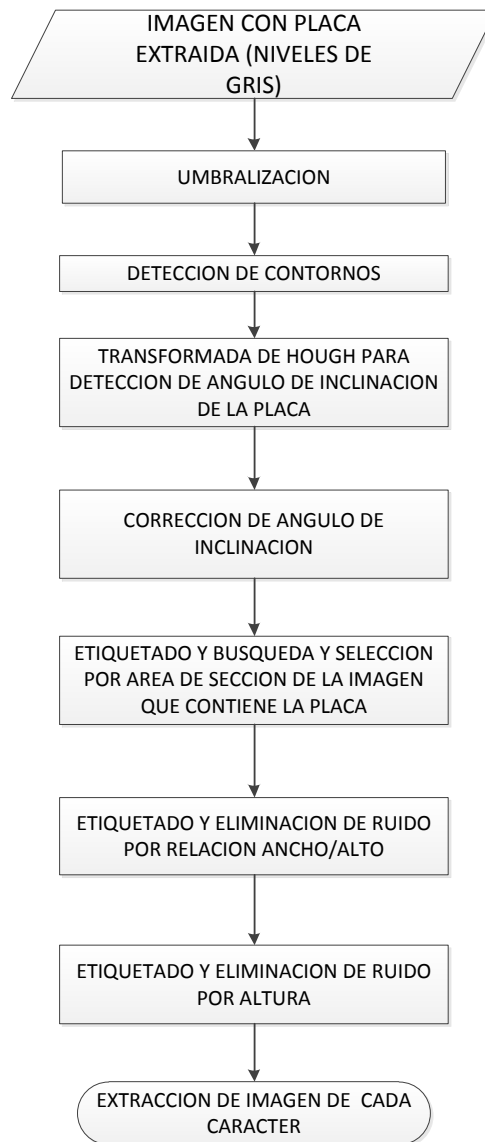 IMAGEN CON PLACA
EXTRAIDA (NIVELES DE
GRIS)
UMBRALIZACION
DETECCION DE CONTORNOS
TRANSFORMADA DE HOUGH PARA
DETECCION DE ANGULO DE INCLINACION
DE LA PLACA
CORRECCION DE ANGULO DE
INCLINACION
ETIQUETADO Y BUSQUEDA Y SELECCION
POR AREA DE SECCION DE LA IMAGEN
QUE CONTIENE LA PLACA
ETIQUETADO Y ELIMINACION DE RUIDO
POR RELACION ANCHO/ALTO
ETIQUETADO Y ELIMINACION DE RUIDO
POR ALTURA
EXTRACCION DE IMAGEN DE CADA
CARACTER